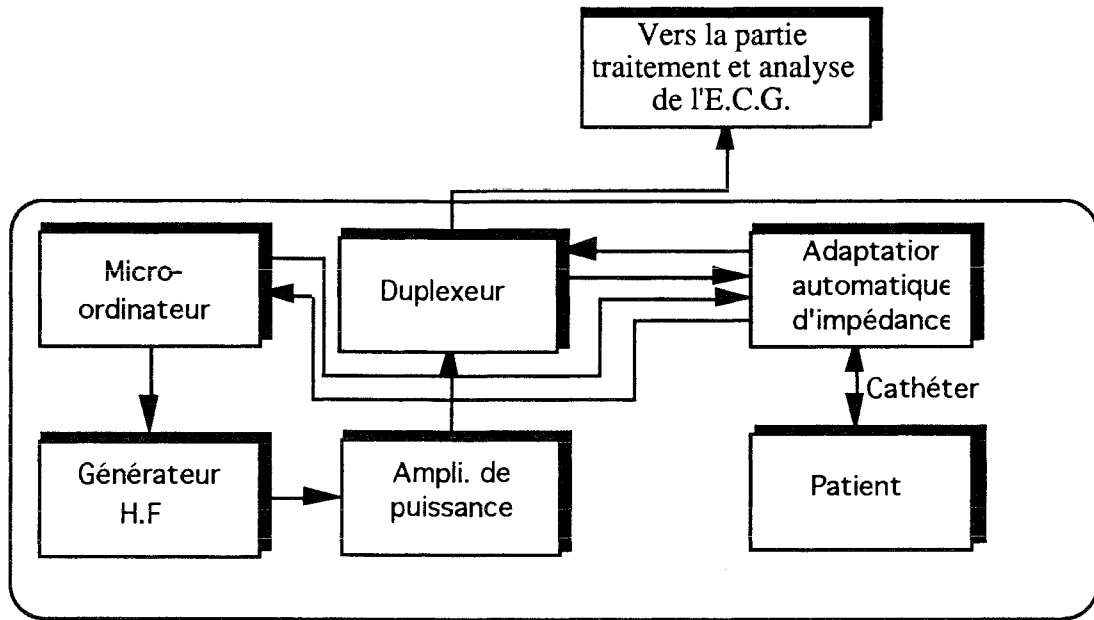 Vers la partie
traitement et analyse
de l'E.C.G.
Micro-
ordinateur
Duplexeur
Adaptation
automatique
d'impédance
Cathéter
Générateur
H.F
Ampli. de
puissance
Patient